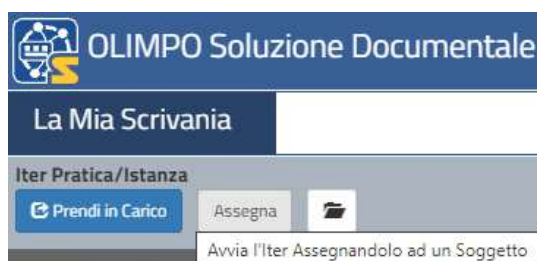 OLIMPO Soluzione Documentale
La Mia Scrivania
Iter Pratica/Istanza
Prendi in Carico Assegna
Avvia l'Iter Assegnandolo ad un Soggetto